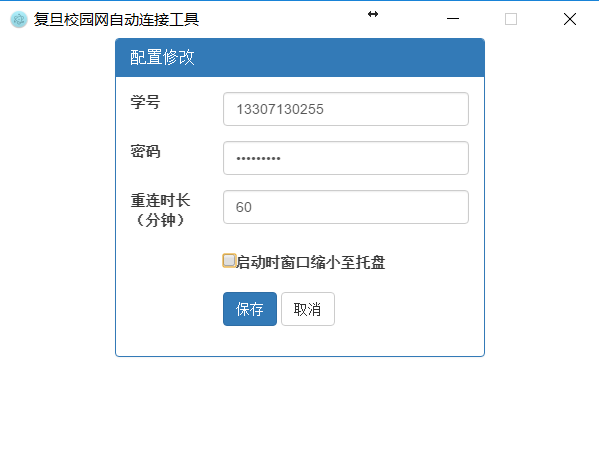 复旦校园网自动连接工具
配置修改
学号
13307130255
密码
•••••••••
重连时长
（分钟）
60
启动时窗口缩小至托盘
保存 取消